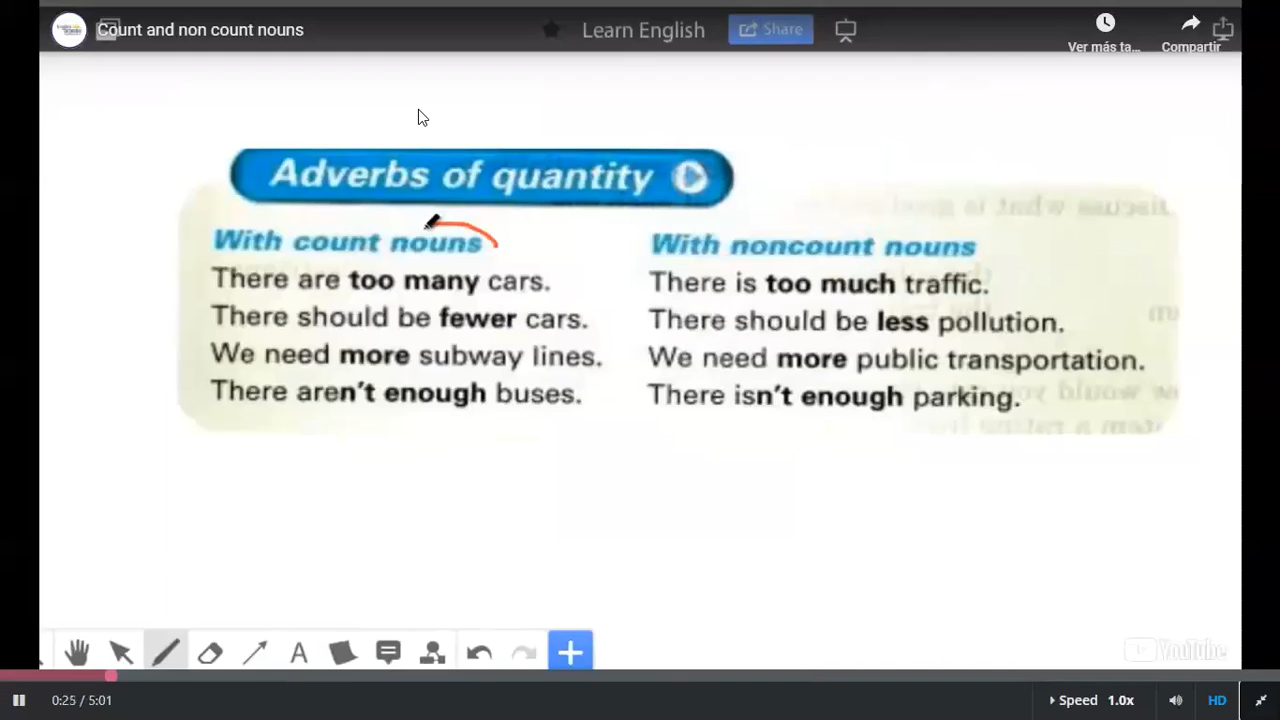 Count and non count nouns
Learn English
Share
Ver más ta...
Compartir
Adverbs of quantity
With count nouns
There are too many cars.
There should be fewer cars.
We need more subway lines.
There aren't enough buses.
With noncount nouns
There is too much traffic.
There should be less pollution.
We need more public transportation.
There isn't enough parking.
A
YouTube
0:25 / 5:01
Speed 1.0x
HD